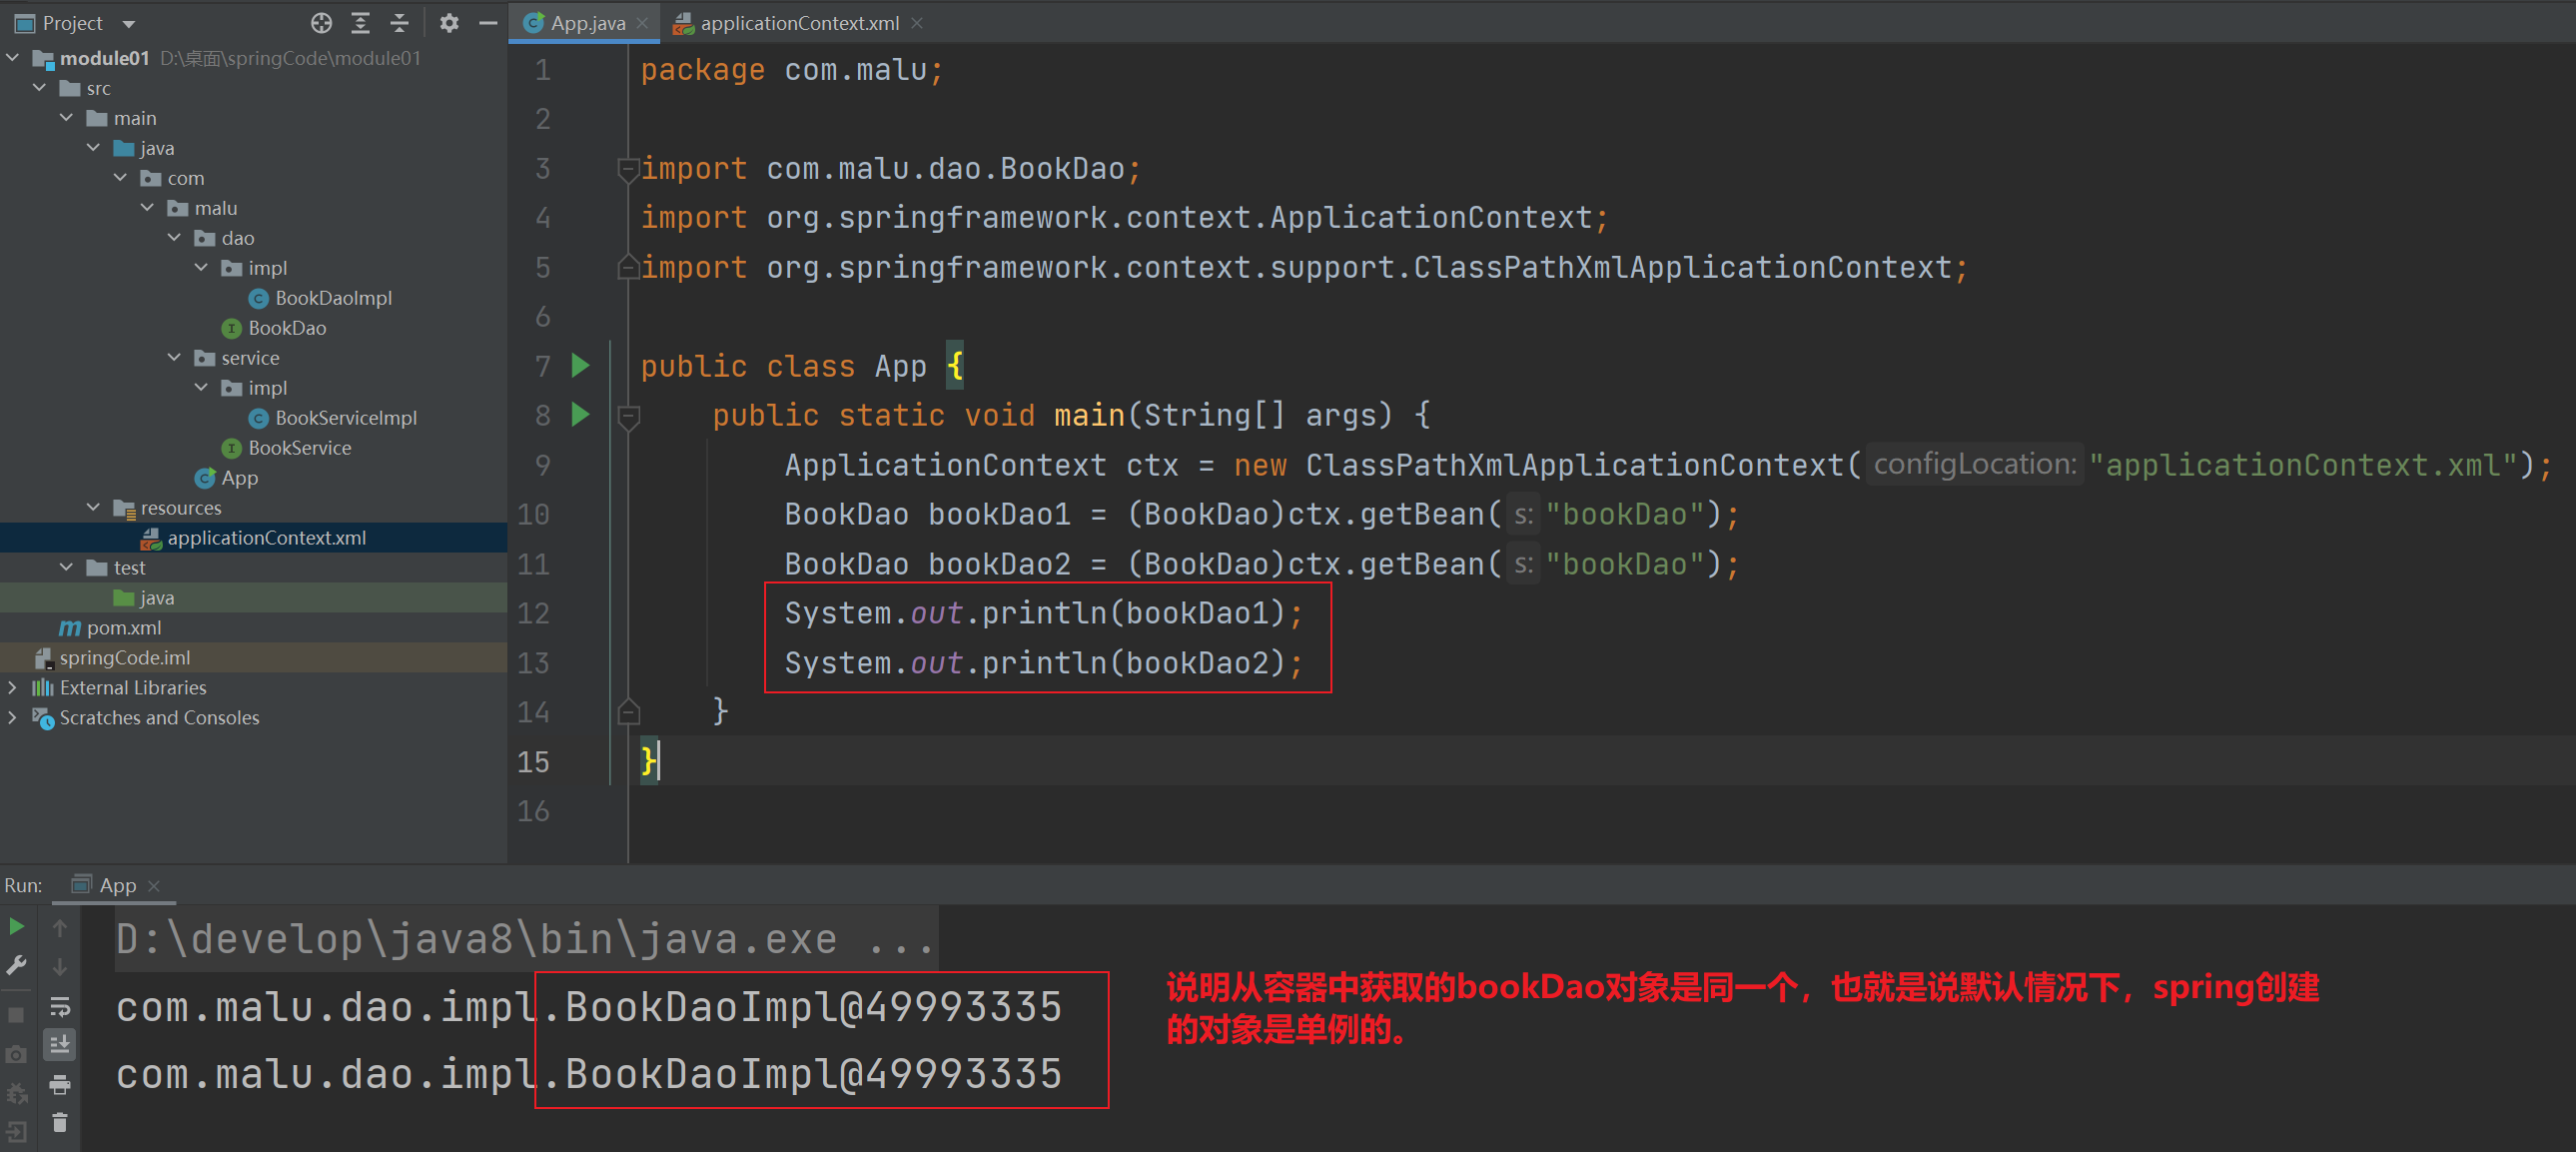 Project
App.java
applicationContext.xml
module01 D:\桌面\springCode\module01
src
main
java
com
malu
dao
impl
BookDaoImpl
BookDao
service
impl
BookServiceImpl
BookService
App
resources
applicationContext.xml
test
java
pom.xml
springCode.iml
External Libraries
Scratches and Consoles
1 package com.malu;
2
3 import com.malu.dao.BookDao;
4 import org.springframework.context.ApplicationContext;
5 import org.springframework.context.support.ClassPathXmlApplicationContext;
6
7 public class App {
8 public static void main(String[] args) {
9 ApplicationContext ctx = new ClassPathXmlApplicationContext( configLocation: "applicationContext.xml");
10 BookDao bookDao1 = (BookDao)ctx.getBean( s: "bookDao");
11 BookDao bookDao2 = (BookDao)ctx.getBean( s: "bookDao");
12 System.out.println(bookDao1);
13 System.out.println(bookDao2);
14 }
15 }
16
Run: App
D:\develop\java8\bin\java.exe ...
com.malu.dao.impl.BookDaoImpl@49993335
com.malu.dao.impl.BookDaoImpl@49993335
说明从容器中获取的bookDao对象是同一个，也就是说默认情况下，spring创建
的对象是单例的。